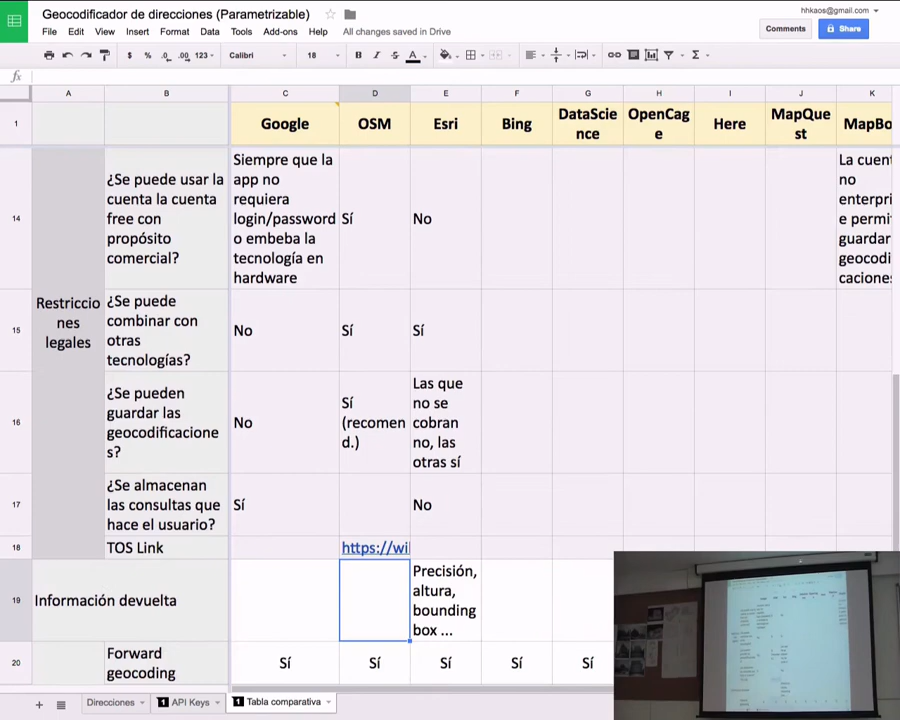 Geocodificador de direcciones (Parametrizable)
hhkaos@gmail.com
File Edit View Insert Format Data Tools Add-ons Help All changes saved in Drive
Comments Share
$ % .0 .00 123 Calibri 18 B I S A Σ
fx
A B C D E F G H I J K
1 Google OSM Esri Bing DataScie OpenCag Here MapQue MapBo
nce e st
14
¿Se puede usar la
cuenta la cuenta
free con
propósito
comercial?
Siempre que la
app no
requiera
login/password
o embeba la
tecnología en
hardware
Sí
No
La cuen
no
enterpri
e permi
guardar
geocodi
caciones
Restriccio
nes
legales
15
¿Se puede
combinar con
otras
tecnologías?
No
Sí
Sí
16
¿Se pueden
guardar las
geocodificacione
s?
No
Sí
(recomen
d.)
Las que
no se
cobran
no, las
otras sí
17
¿Se almacenan
las consultas que
hace el usuario?
Sí
No
18
TOS Link
https://wil
19
Información devuelta
Precisión,
altura,
bounding
box ...
20
Forward
geocoding
Sí Sí Sí Sí Sí
+ Direcciones 1 API Keys 1 Tabla comparativa